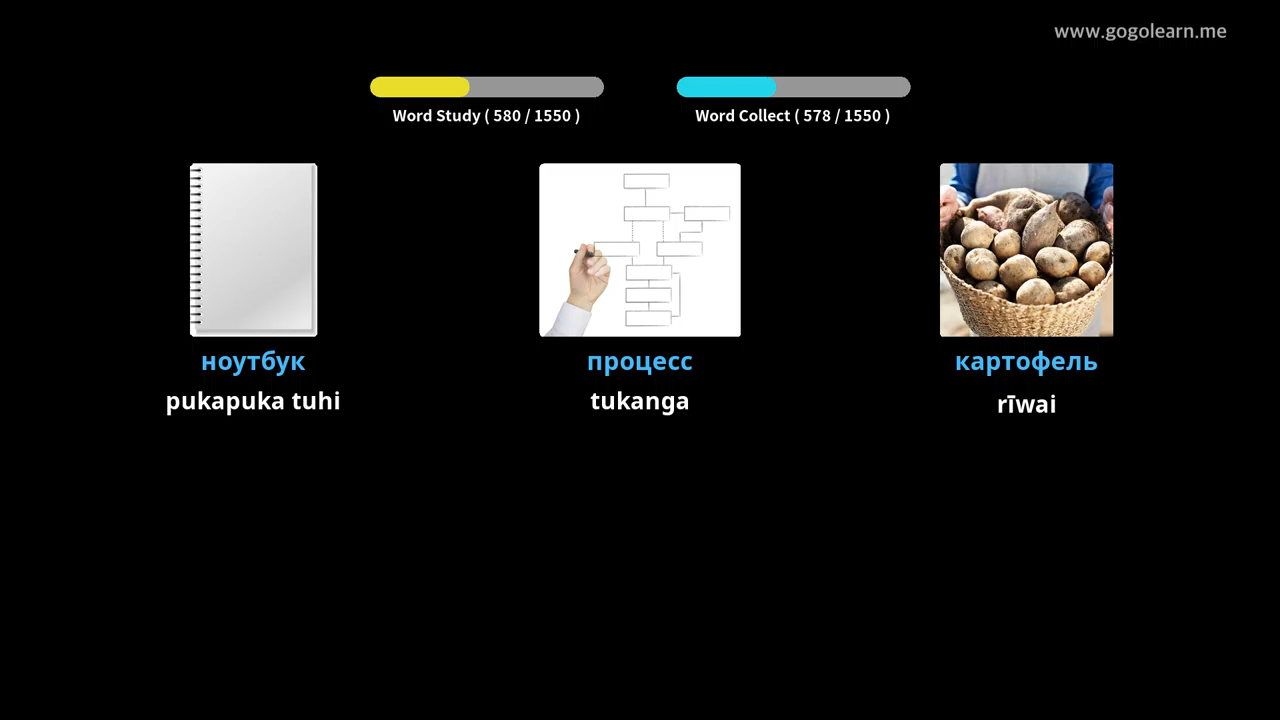 www.gogolearn.me
Word Study ( 580 / 1550 )
Word Collect ( 578 / 1550 )
ноутбук
процесс
картофель
pukapuka tuhi
tukanga
rīwai